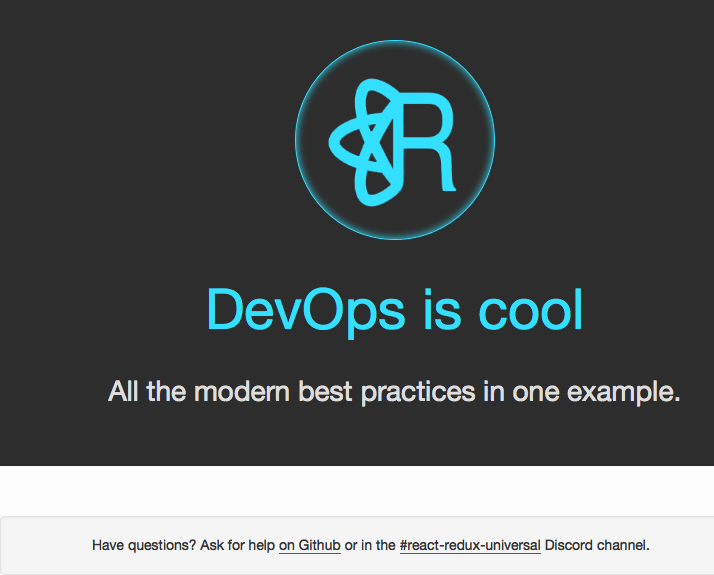 R
DevOps is cool
All the modern best practices in one example.
Have questions? Ask for help on Github or in the #react-redux-universal Discord channel.